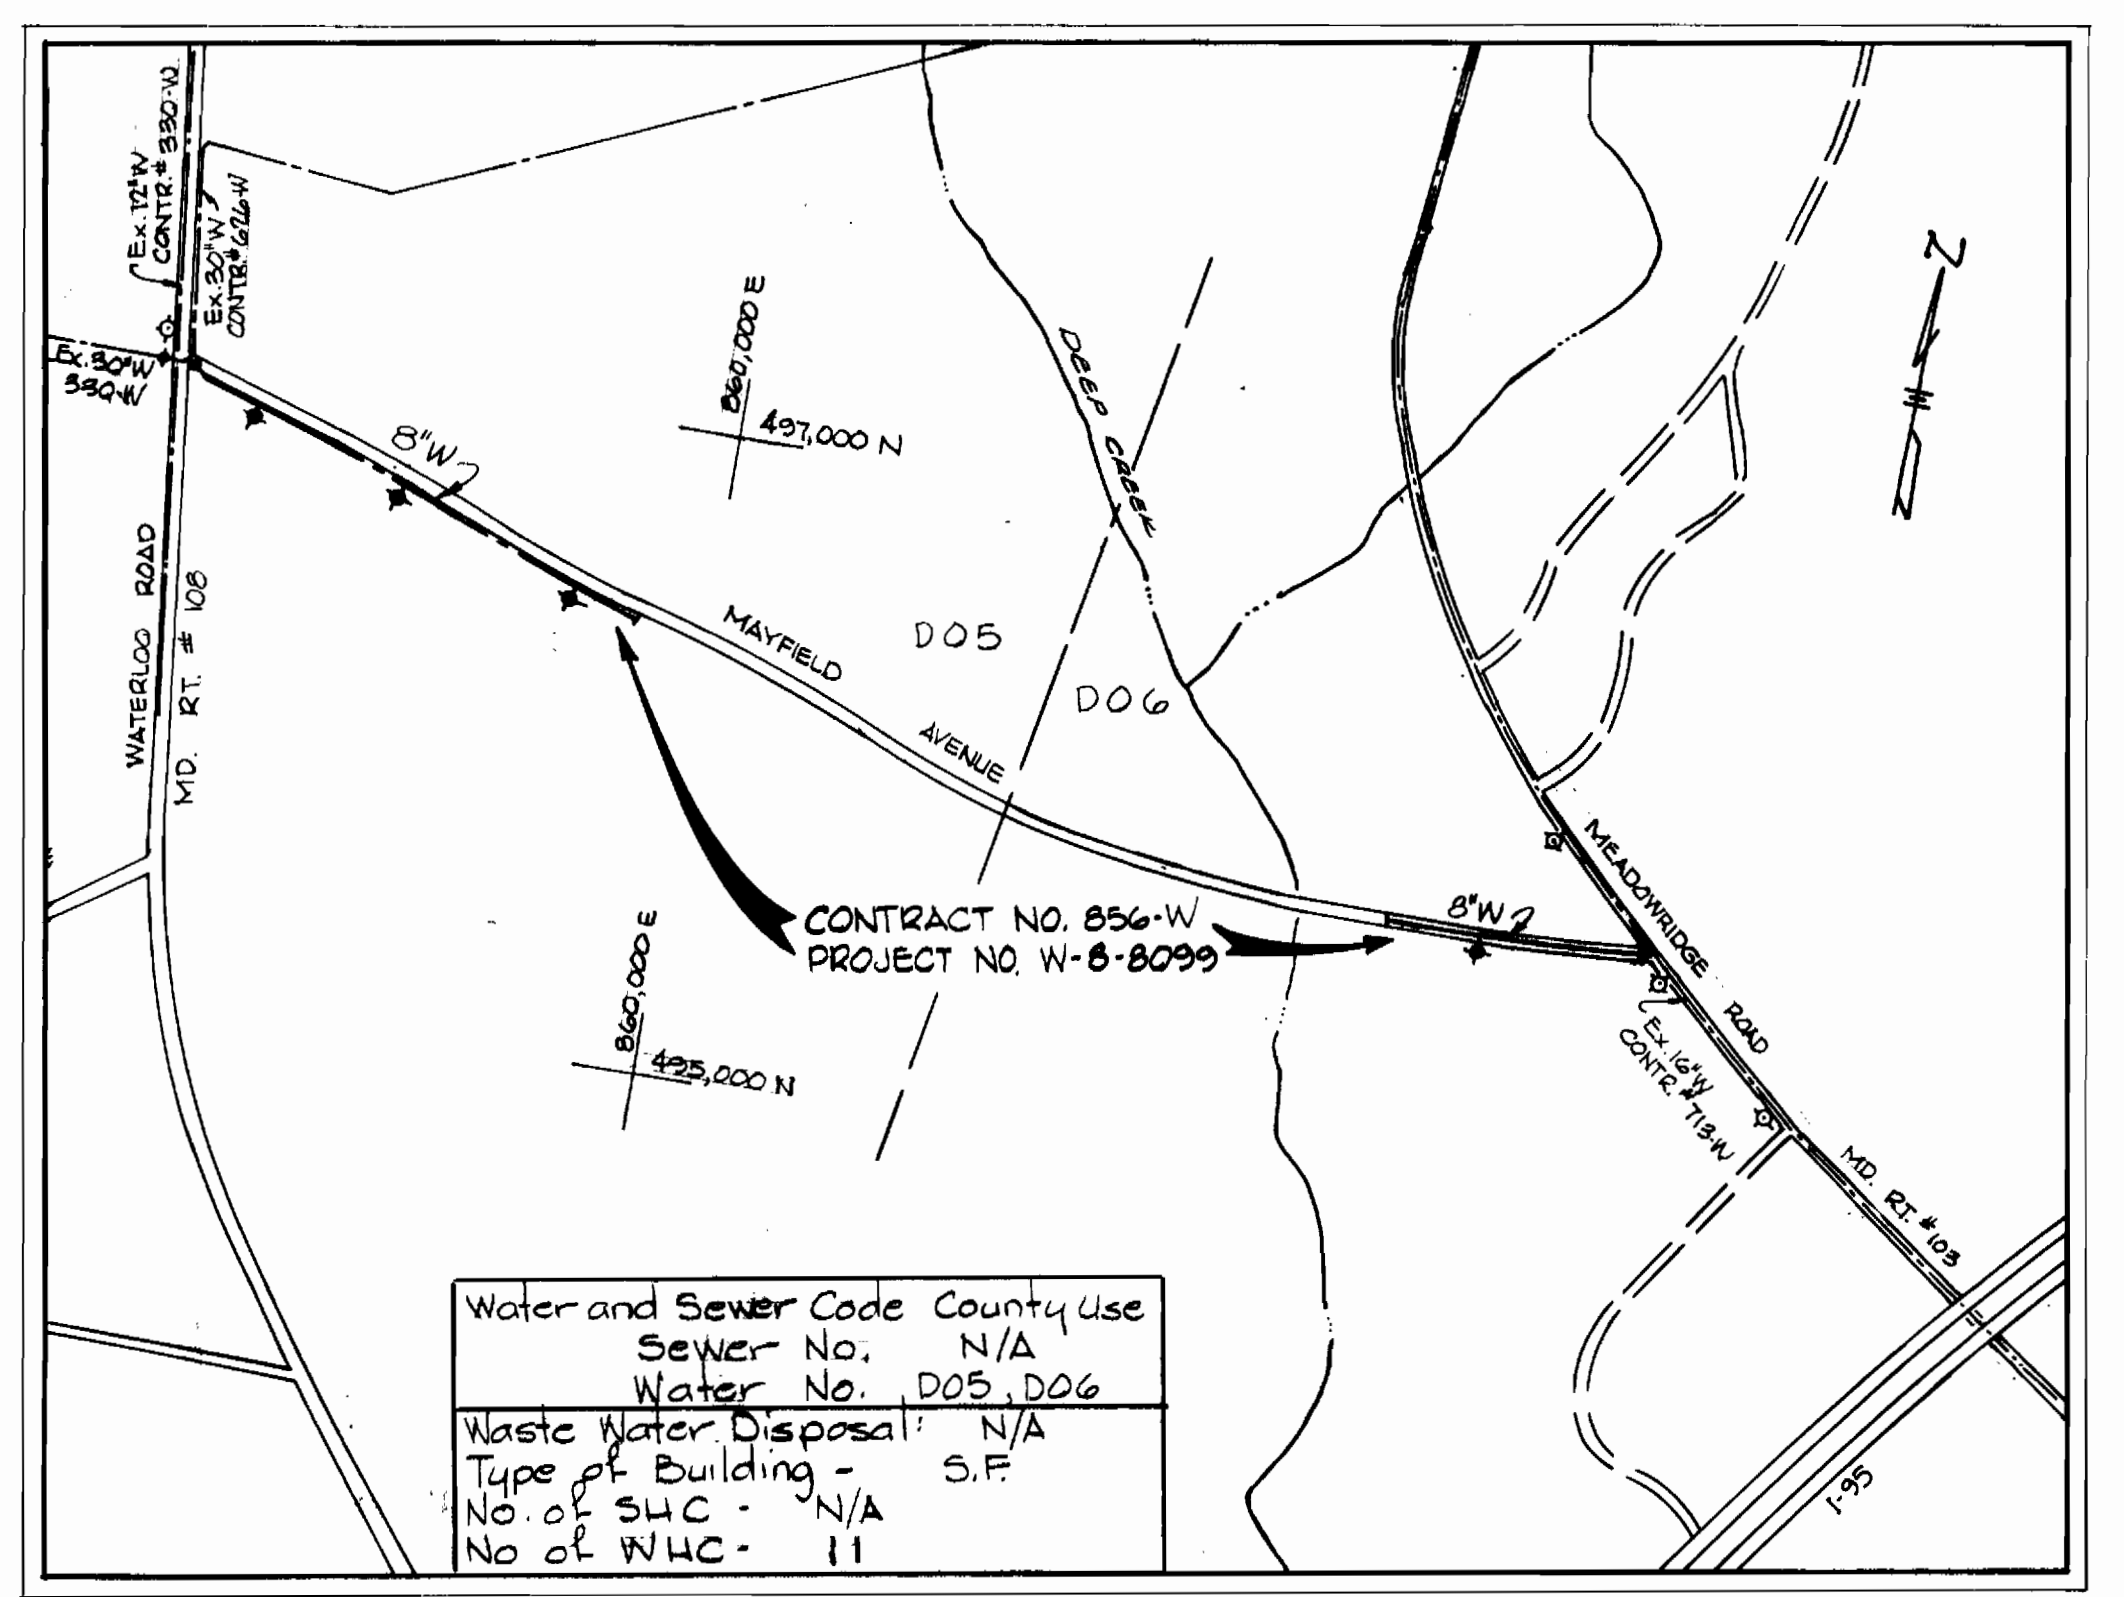 Ex. 12"W
CONTR.# 330-W
Ex. 30"W
CONTR.# 626-W
Ex. 30"W
330-W
8"W
860,000 E
497,000 N
DEEP CREEK
N
WATERLOO ROAD
MD. RT. # 108
MAYFIELD AVENUE
D05
D06
CONTRACT NO. 856-W
PROJECT NO. W-8-8099
8"W
MEADOWRIDGE ROAD
MD. RT. #103
Ex. 16"W
CONTR. # 713-W
860,000 E
495,000 N
I-95
Water and Sewer Code County Use
Sewer No. N/A
Water No. D05, D06
Waste Water Disposal: N/A
Type of Building - S.F.
No. of SHC - N/A
No of WHC - 11